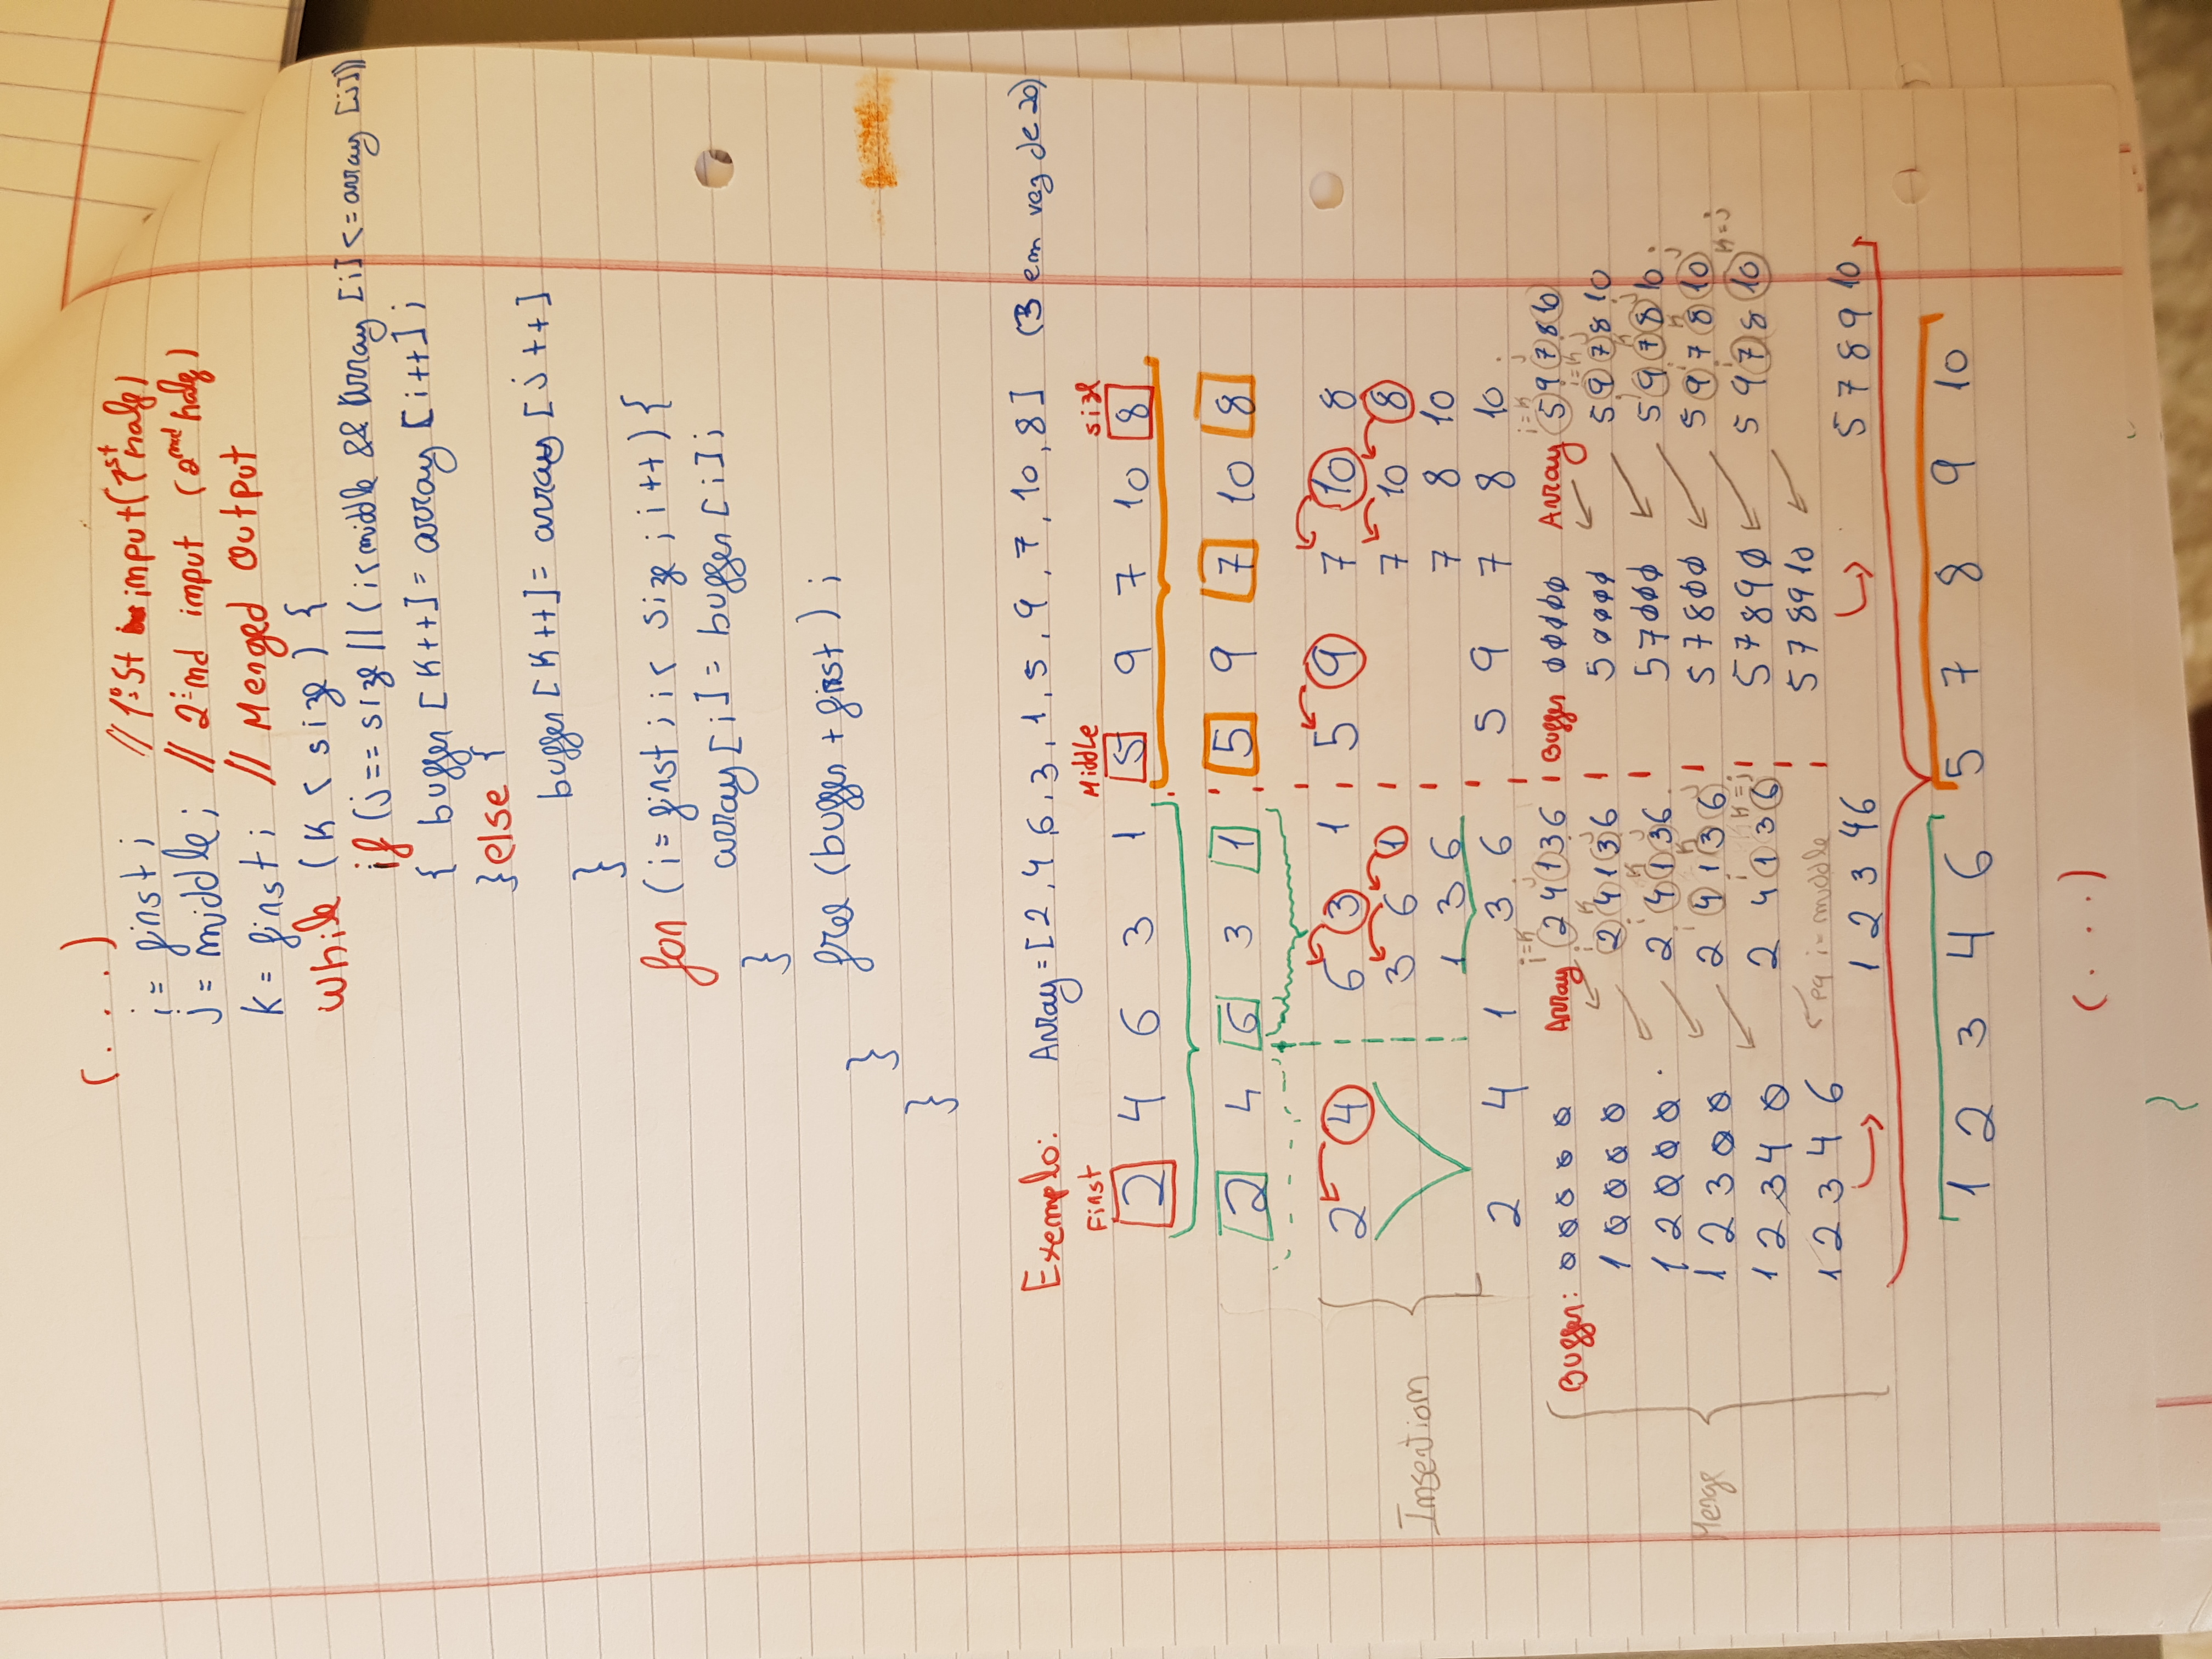 (...)
i = first;   // 1:st input (1st half)
j = middle;   // 2:nd input (2nd half)
k = first;   // Merged Output
while (k < size) {
if (j == size || (i < middle && Array [i] <= array [j]))
{ buffer [k++] = array [i++];
} else {
buffer [k++] = array [j++]
}
for (i = first; i < size; i++) {
array [i] = buffer [i];
}
free (buffer + first);
}
}
Exemplo: Array = [2, 4, 6, 3, 1, 5, 9, 7, 10, 8] (3 em vez de 20)
First Middle size
2 4 6 3 1 5 9 7 10 8
2 4 6 3 1 5 9 7 10 8
2 4 6 3 1 5 9 7 10 8
Insertion 3 6 1 7 10 8
1 3 6 7 8 10
2 4 1 3 6 5 9 7 8 10
i=k j i=k j
Buffer: 0 0 0 0 0 Array 2 4 1 3 6 Buffer 0 0 0 0 0 Array 5 9 7 8 10
i k j i=k j
1 0 0 0 0 2 4 1 3 6 5 0 0 0 0 5 9 7 8 10
i k j i k j
1 2 0 0 0 2 4 1 3 6 5 7 0 0 0 5 9 7 8 10
i k j i k j
Merge 1 2 3 0 0 2 4 1 3 6 5 7 8 0 0 5 9 7 8 10
i k=j i k=j
1 2 3 4 0 2 4 1 3 6 5 7 8 9 0 5 9 7 8 10
1 2 3 4 6 pq i= middle 5 7 8 9 10
1 2 3 4 6 5 7 8 9 10
1 2 3 4 6 5 7 8 9 10
(...)
}